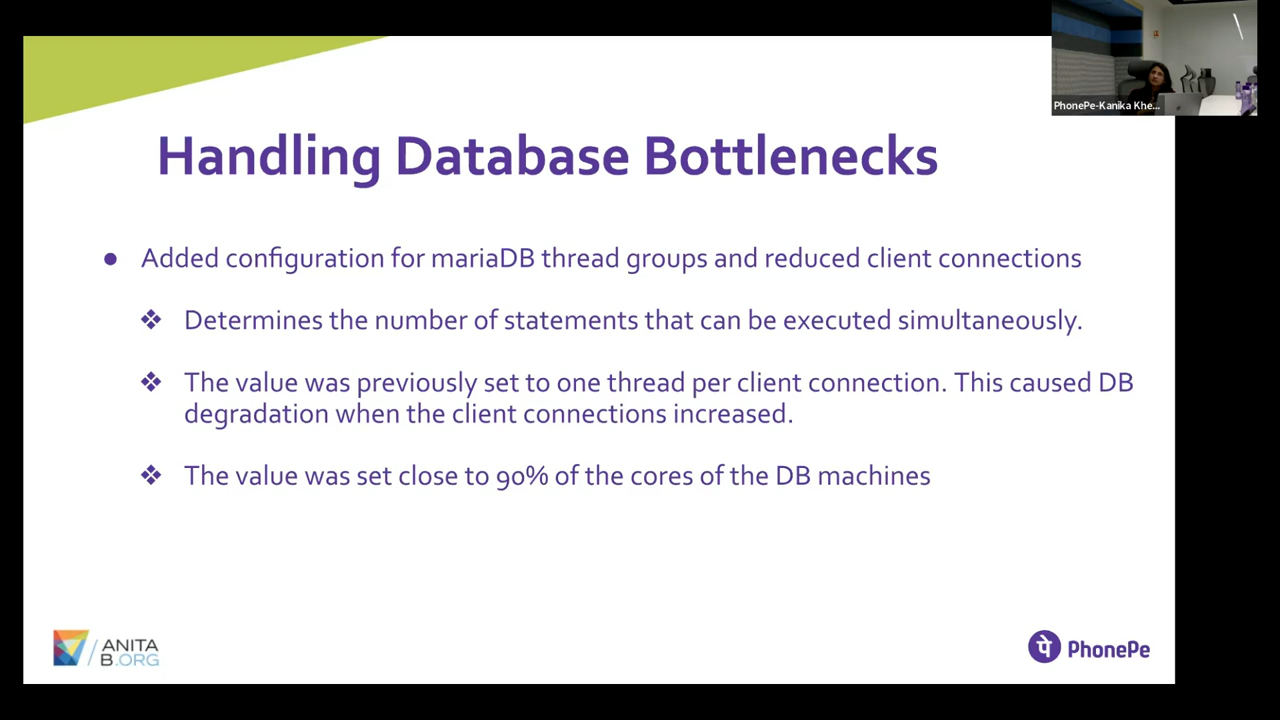 PhonePe-Kanika Khe...
Handling Database Bottlenecks
● Added configuration for mariaDB thread groups and reduced client connections
❖ Determines the number of statements that can be executed simultaneously.
❖ The value was previously set to one thread per client connection. This caused DB
degradation when the client connections increased.
❖ The value was set close to 90% of the cores of the DB machines
ANITA
B.ORG
पे PhonePe